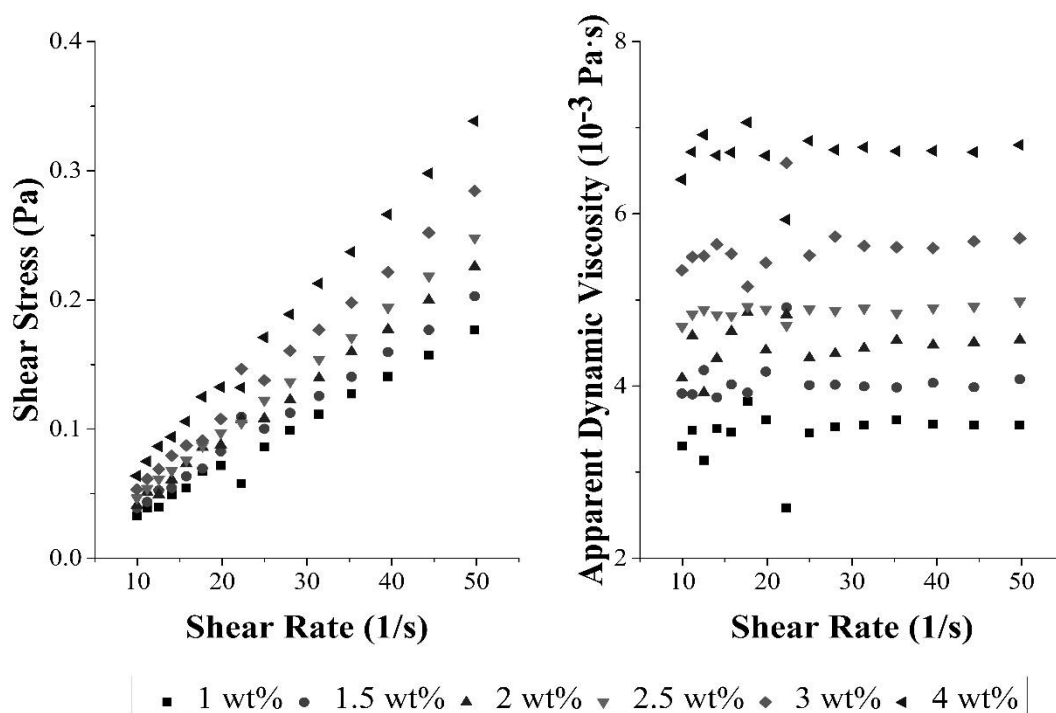 Shear Stress (Pa)
0.4
0.3
0.2
0.1
0.0
10 20 30 40 50
Shear Rate (1/s)
Apparent Dynamic Viscosity (10⁻³ Pa·s)
8
6
4
2
10 20 30 40 50
Shear Rate (1/s)
1 wt% 1.5 wt% 2 wt% 2.5 wt% 3 wt% 4 wt%